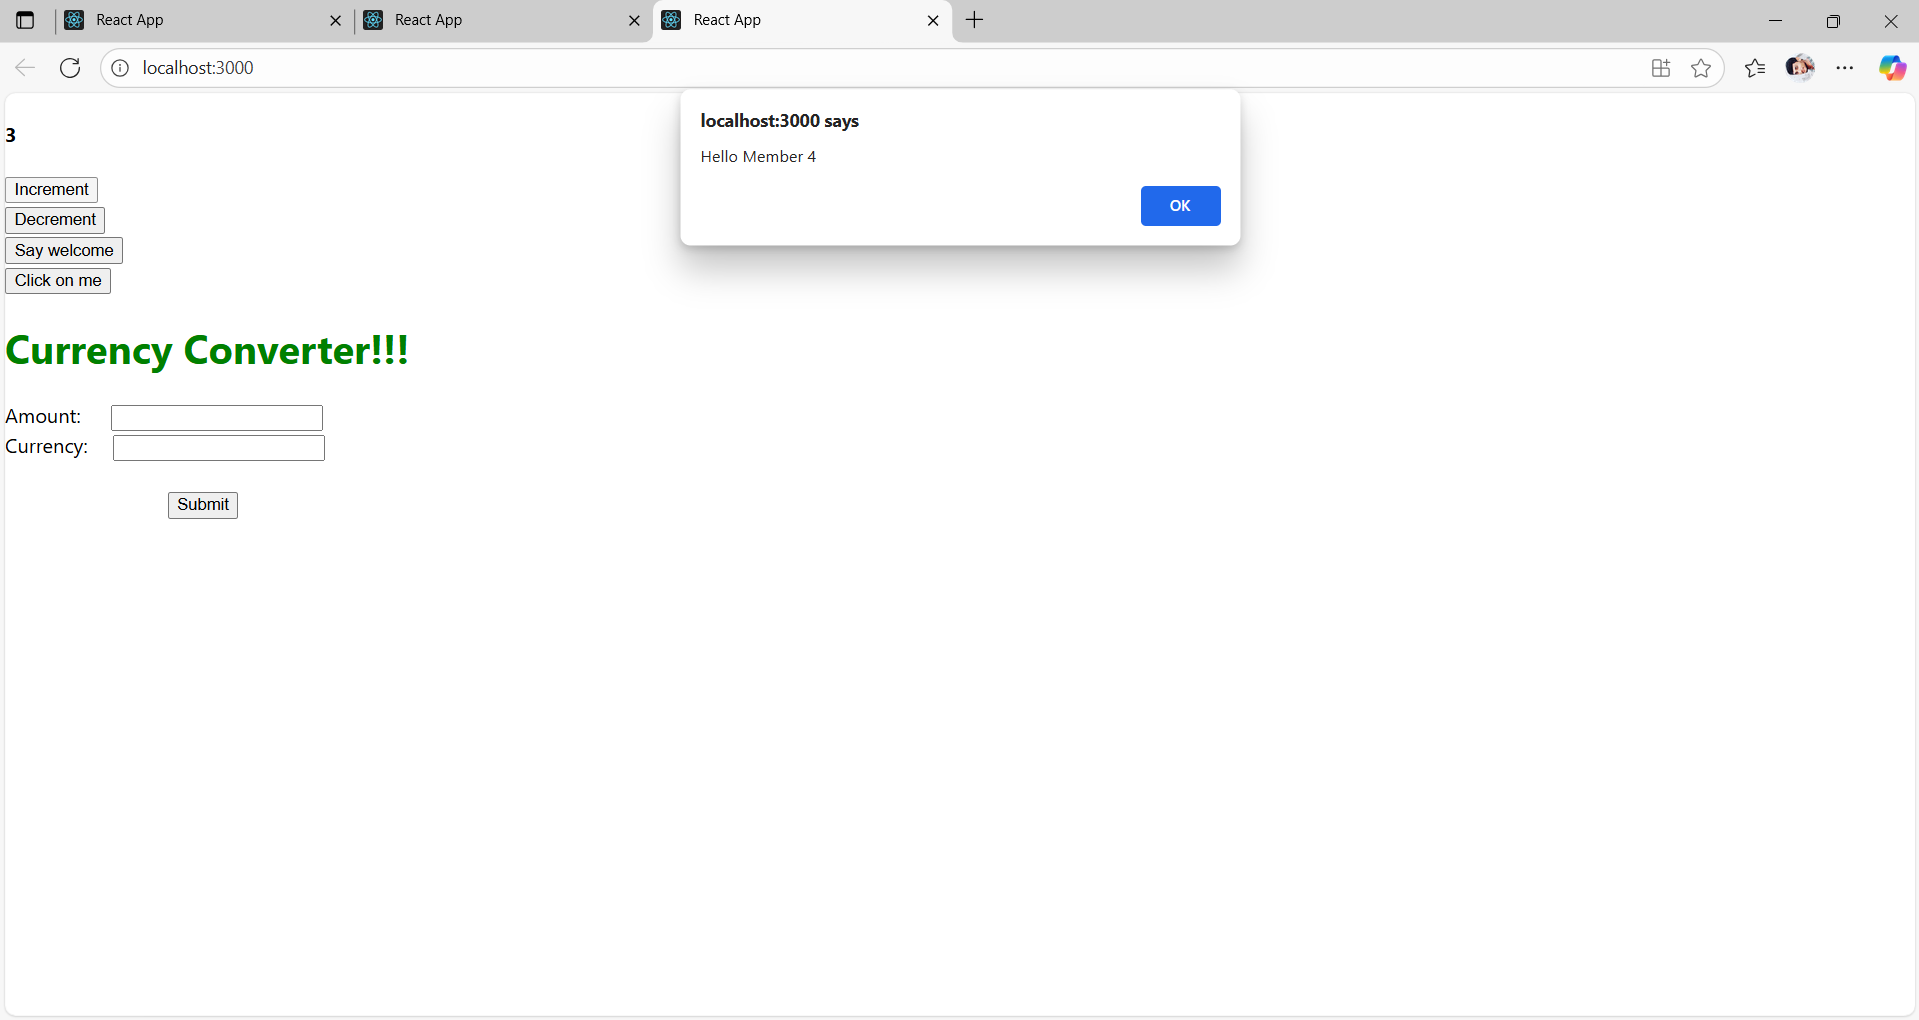 React App
React App
React App
localhost:3000
localhost:3000 says
Hello Member 4
OK
3
Increment
Decrement
Say welcome
Click on me
Currency Converter!!!
Amount:
Currency:
Submit